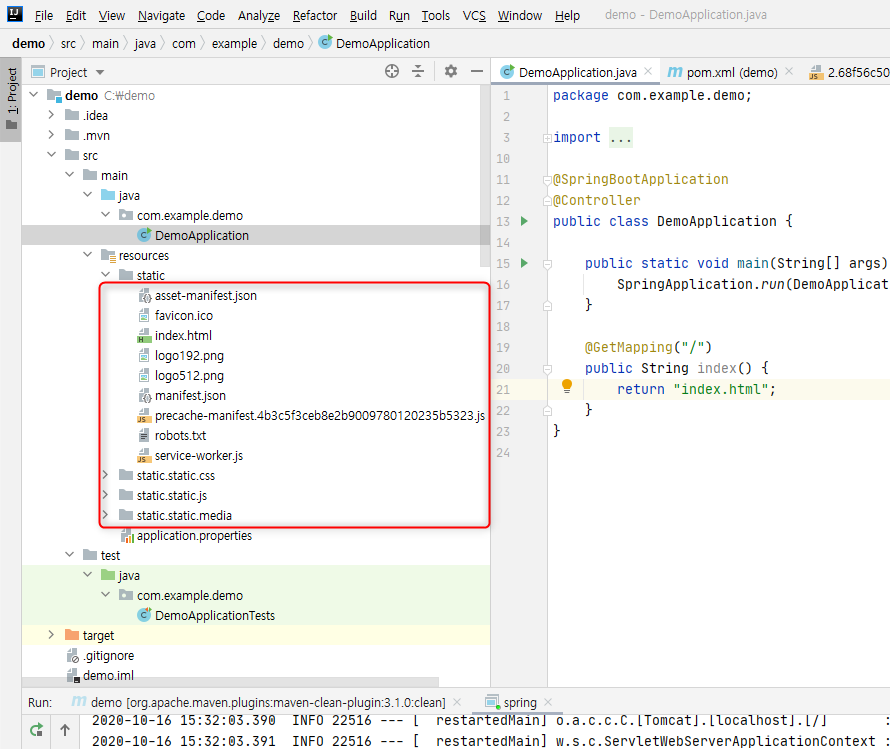 File Edit View Navigate Code Analyze Refactor Build Run Tools VCS Window Help demo - DemoApplication.java
demo src main java com example demo DemoApplication
1: Project
Project
demo C:￦demo
.idea
.mvn
src
main
java
com.example.demo
DemoApplication
resources
static
asset-manifest.json
favicon.ico
index.html
logo192.png
logo512.png
manifest.json
precache-manifest.4b3c5f3ceb8e2b9009780120235b5323.js
robots.txt
service-worker.js
static.static.css
static.static.js
static.static.media
application.properties
test
java
com.example.demo
DemoApplicationTests
target
.gitignore
demo.iml
DemoApplication.java pom.xml (demo) 2.68f56c50
1 package com.example.demo;
2
3 import ...
10
11 @SpringBootApplication
12 @Controller
13 public class DemoApplication {
14
15 public static void main(String[] args)
16 SpringApplication.run(DemoApplicat
17 }
18
19 @GetMapping("/")
20 public String index() {
21 return "index.html";
22 }
23 }
24
Run: demo [org.apache.maven.plugins:maven-clean-plugin:3.1.0:clean] spring
2020-10-16 15:32:03.390 INFO 22516 --- [ restartedMain] o.a.c.c.C.[Tomcat].[localhost].[/] :
2020-10-16 15:32:03.391 INFO 22516 --- [ restartedMain] w.s.c.ServletWebServerApplicationContext :